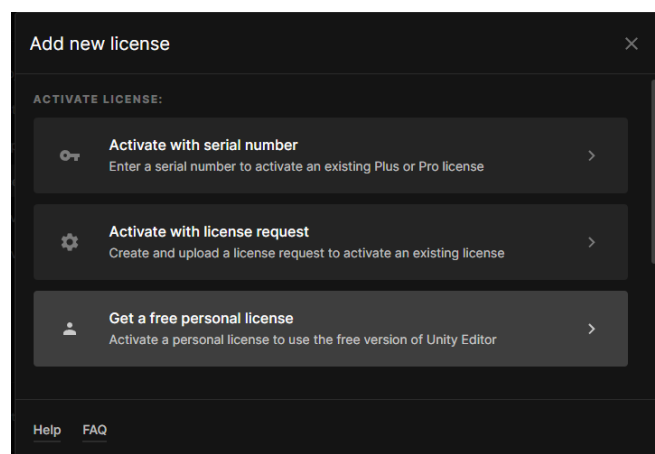 Add new license
ACTIVATE LICENSE:
Activate with serial number
Enter a serial number to activate an existing Plus or Pro license
Activate with license request
Create and upload a license request to activate an existing license
Get a free personal license
Activate a personal license to use the free version of Unity Editor
Help FAQ